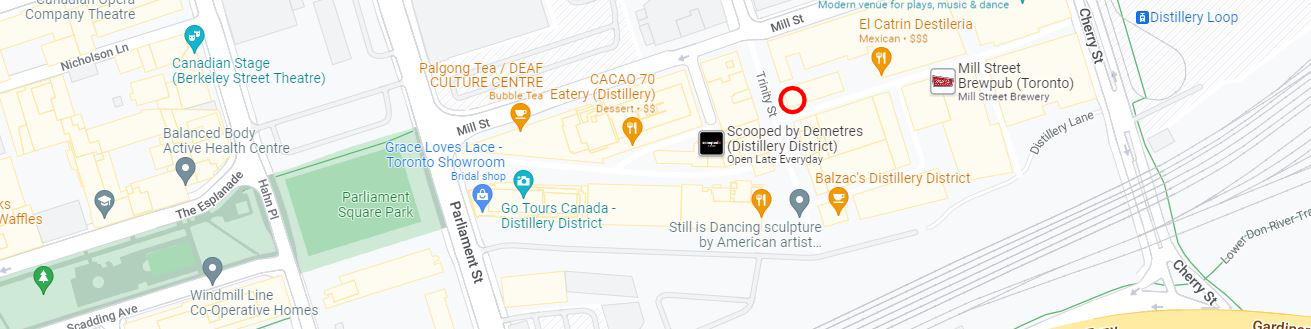 Canadian Opera
Company Theatre
Nicholson Ln
Canadian Stage
(Berkeley Street Theatre)
Modern venue for plays, music & dance
Mill St
El Catrin Destileria
Mexican • $$$
Distillery Loop
Cherry St
Palgong Tea / DEAF
CULTURE CENTRE
Bubble Tea
CACAO 70
Eatery (Distillery)
Dessert • $$
Trinity St
Mill Street
Brewpub (Toronto)
Mill Street Brewery
Mill St
Balanced Body
Active Health Centre
Scooped by Demetres
(Distillery District)
Open Late Everyday
Distillery Lane
Grace Loves Lace -
Toronto Showroom
Bridal shop
Balzac's Distillery District
The Esplanade
Hahn Pl
Parliament
Square Park
Waffles
Parliament St
Go Tours Canada -
Distillery District
Still is Dancing sculpture
by American artist...
Lower-Don-River-Tra
Cherry St
Windmill Line
Co-Operative Homes
Scadding Ave
Gardiner